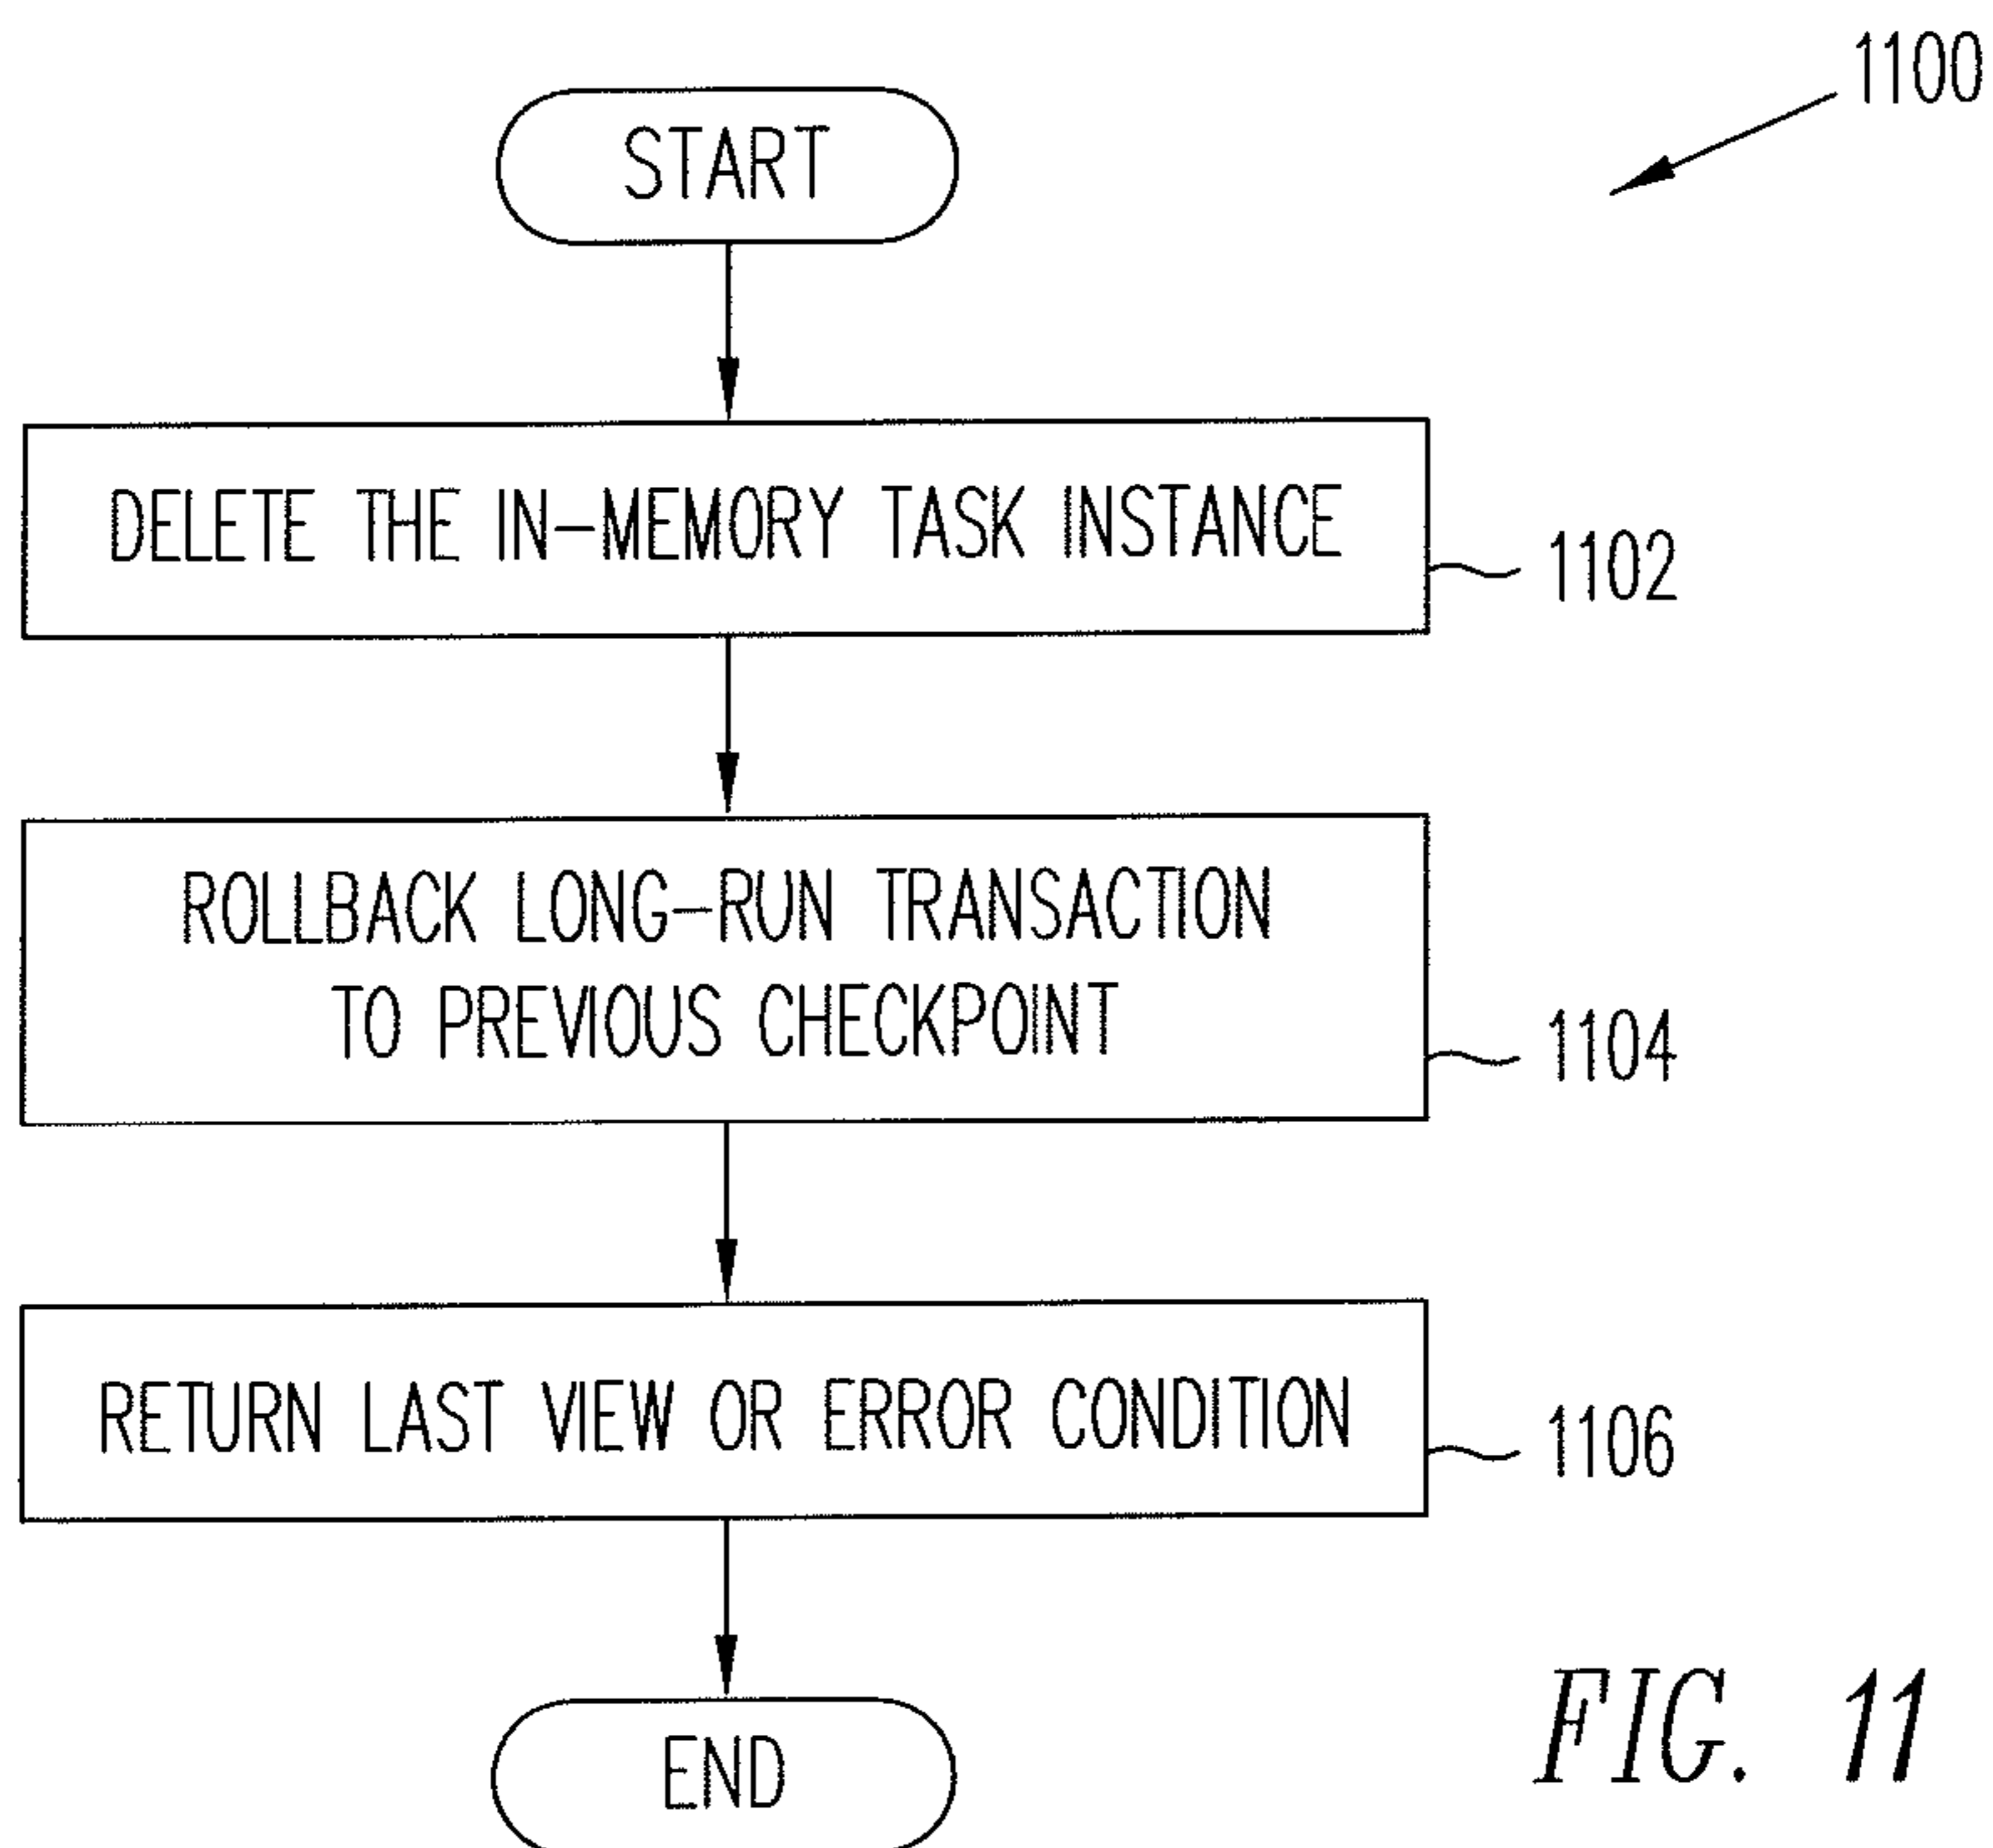 1100
START
DELETE THE IN-MEMORY TASK INSTANCE
1102
ROLLBACK LONG-RUN TRANSACTION
TO PREVIOUS CHECKPOINT
1104
RETURN LAST VIEW OR ERROR CONDITION
1106
END
FIG. 11